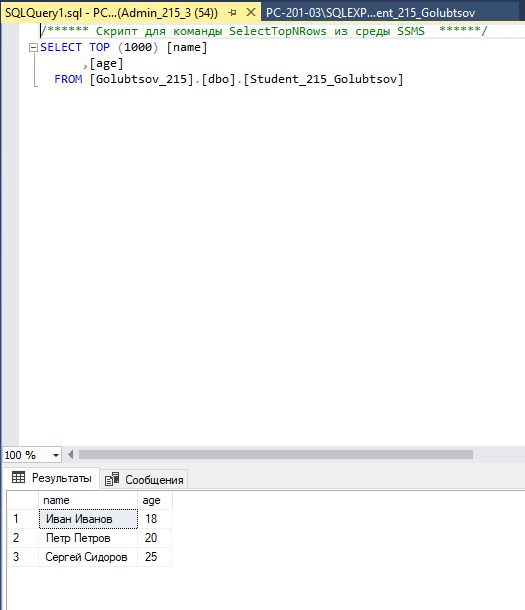 SQLQuery1.sql - PC...(Admin_215_3 (54)) PC-201-03\SQLEXP...ent_215_Golubtsov
/****** Скрипт для команды SelectTopNRows из среды SSMS ******/
SELECT TOP (1000) [name]
,[age]
FROM [Golubtsov_215].[dbo].[Student_215_Golubtsov]
100 %
Результаты Сообщения
name age
1 Иван Иванов 18
2 Петр Петров 20
3 Сергей Сидоров 25